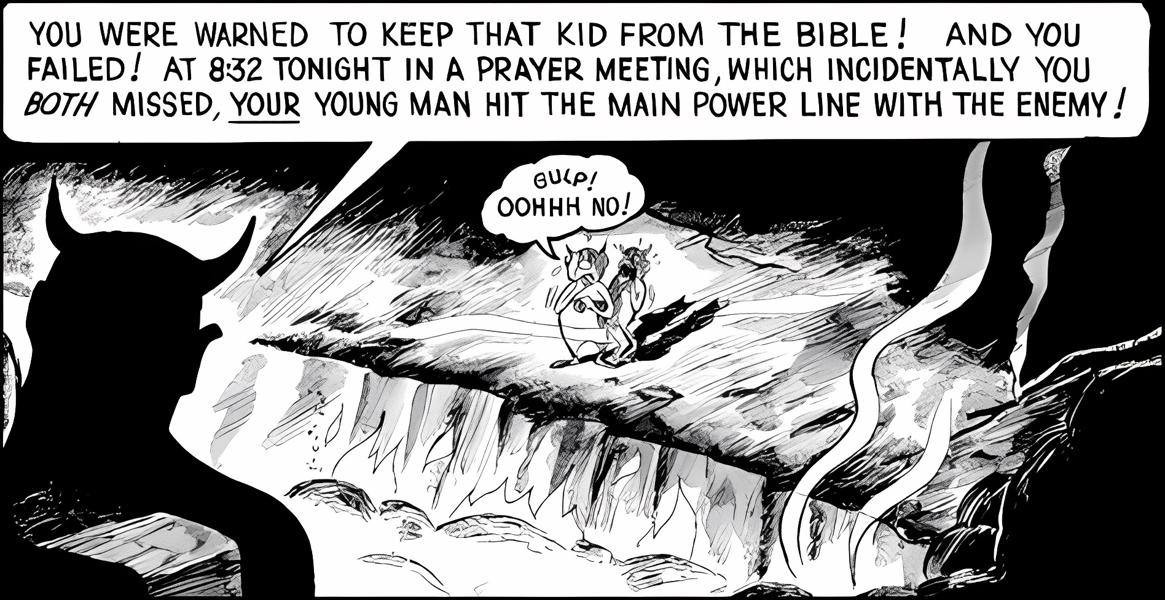 YOU WERE WARNED TO KEEP THAT KID FROM THE BIBLE! AND YOU
FAILED! AT 8:32 TONIGHT IN A PRAYER MEETING, WHICH INCIDENTALLY YOU
BOTH MISSED, YOUR YOUNG MAN HIT THE MAIN POWER LINE WITH THE ENEMY!
GULP!
OOHHH NO!